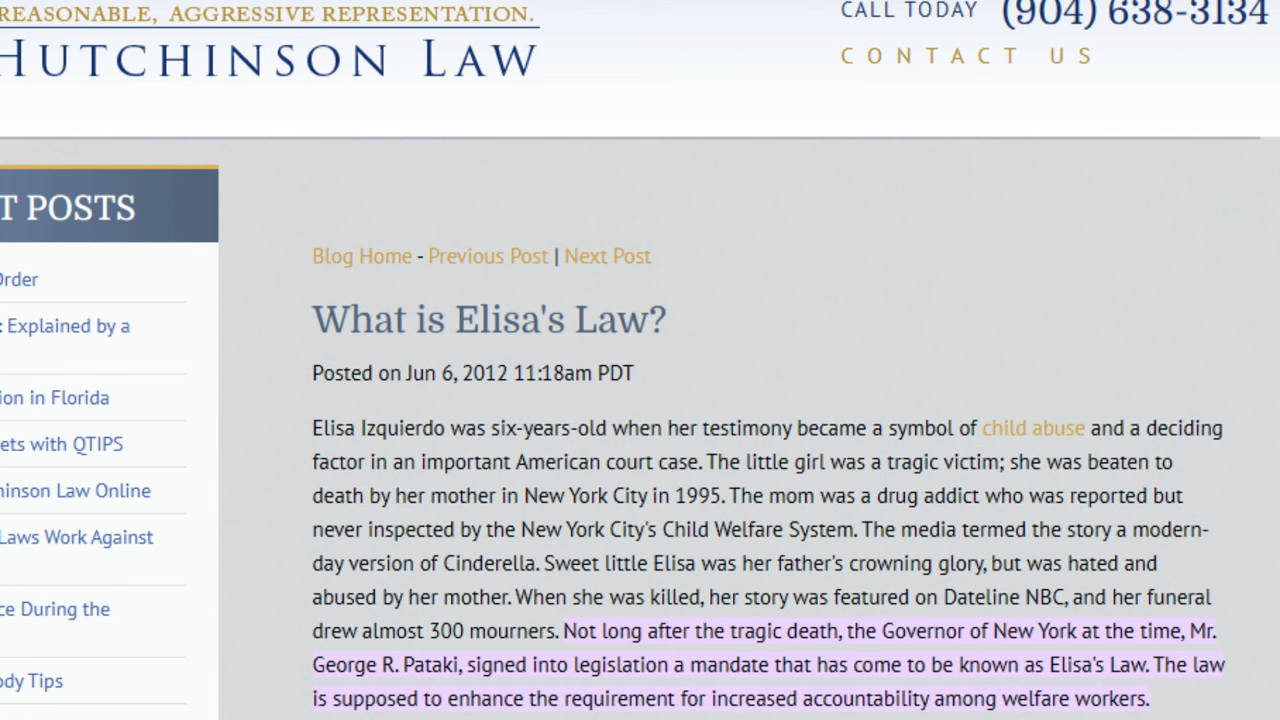 REASONABLE, AGGRESSIVE REPRESENTATION.
HUTCHINSON LAW
CALL TODAY (904) 638-3134
CONTACT US
T POSTS
Order
: Explained by a
ion in Florida
ets with QTIPS
hinson Law Online
Laws Work Against
ce During the
ody Tips
Blog Home - Previous Post | Next Post
What is Elisa's Law?
Posted on Jun 6, 2012 11:18am PDT
Elisa Izquierdo was six-years-old when her testimony became a symbol of child abuse and a deciding
factor in an important American court case. The little girl was a tragic victim; she was beaten to
death by her mother in New York City in 1995. The mom was a drug addict who was reported but
never inspected by the New York City's Child Welfare System. The media termed the story a modern-
day version of Cinderella. Sweet little Elisa was her father's crowning glory, but was hated and
abused by her mother. When she was killed, her story was featured on Dateline NBC, and her funeral
drew almost 300 mourners. Not long after the tragic death, the Governor of New York at the time, Mr.
George R. Pataki, signed into legislation a mandate that has come to be known as Elisa's Law. The law
is supposed to enhance the requirement for increased accountability among welfare workers.